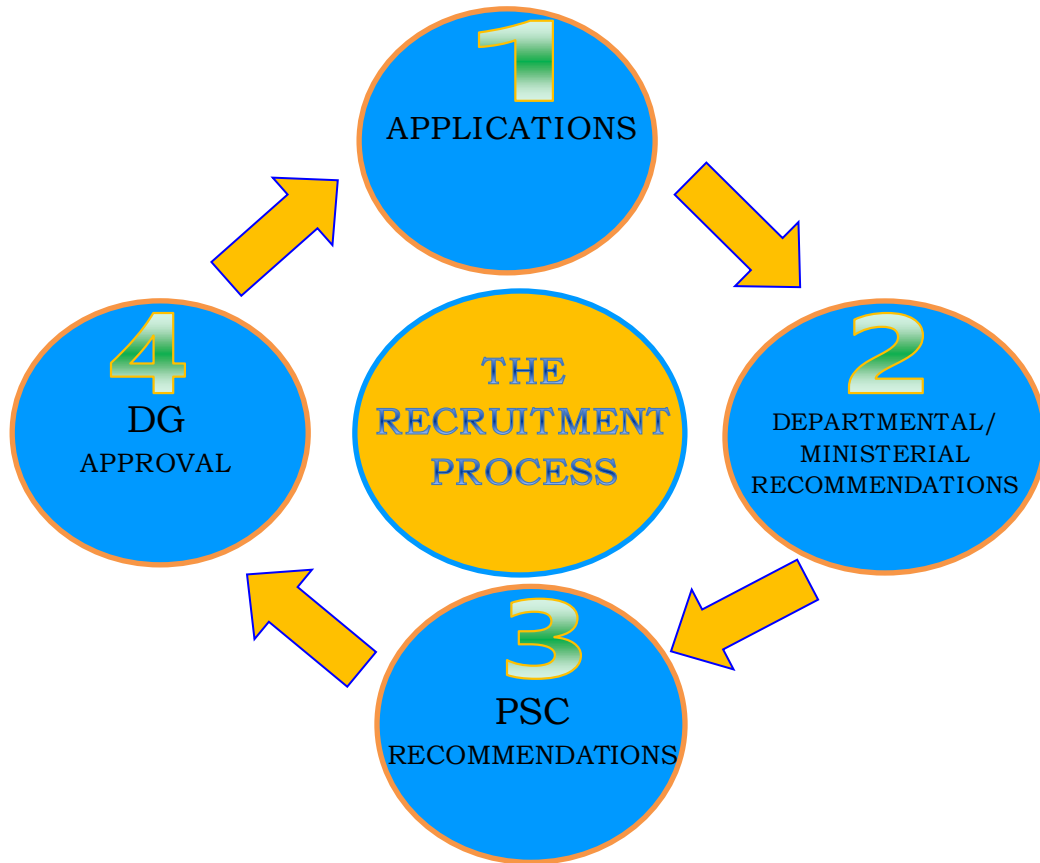 1
APPLICATIONS
2
DEPARTMENTAL/
MINISTERIAL
RECOMMENDATIONS
3
PSC
RECOMMENDATIONS
4
DG
APPROVAL
THE
RECRUITMENT
PROCESS